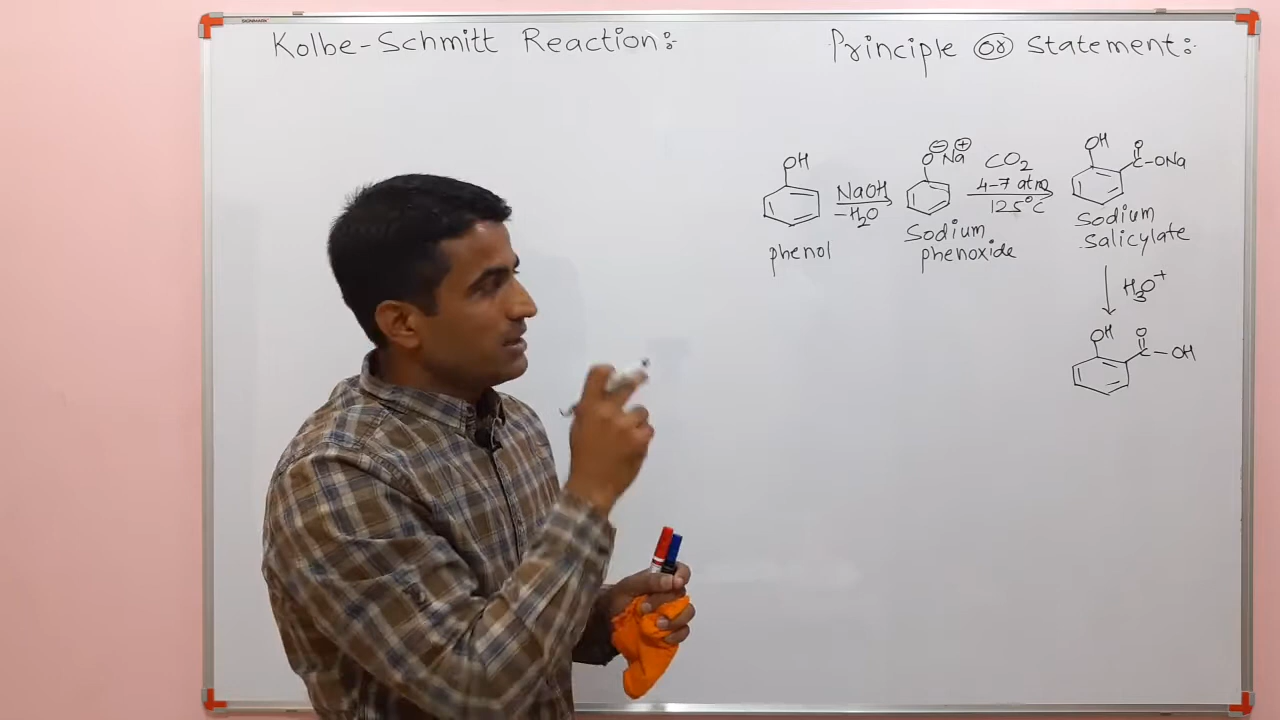 SIGNMARK
Kolbe-Schmitt Reaction:
Principle or Statement:
OH
NaOH
-H₂O
phenol
O⊖ Na⊕
Sodium
phenoxide
CO₂
4-7 atm
125°C
OH
O
C-ONa
Sodium
salicylate
H₃O⁺
OH
O
C-OH